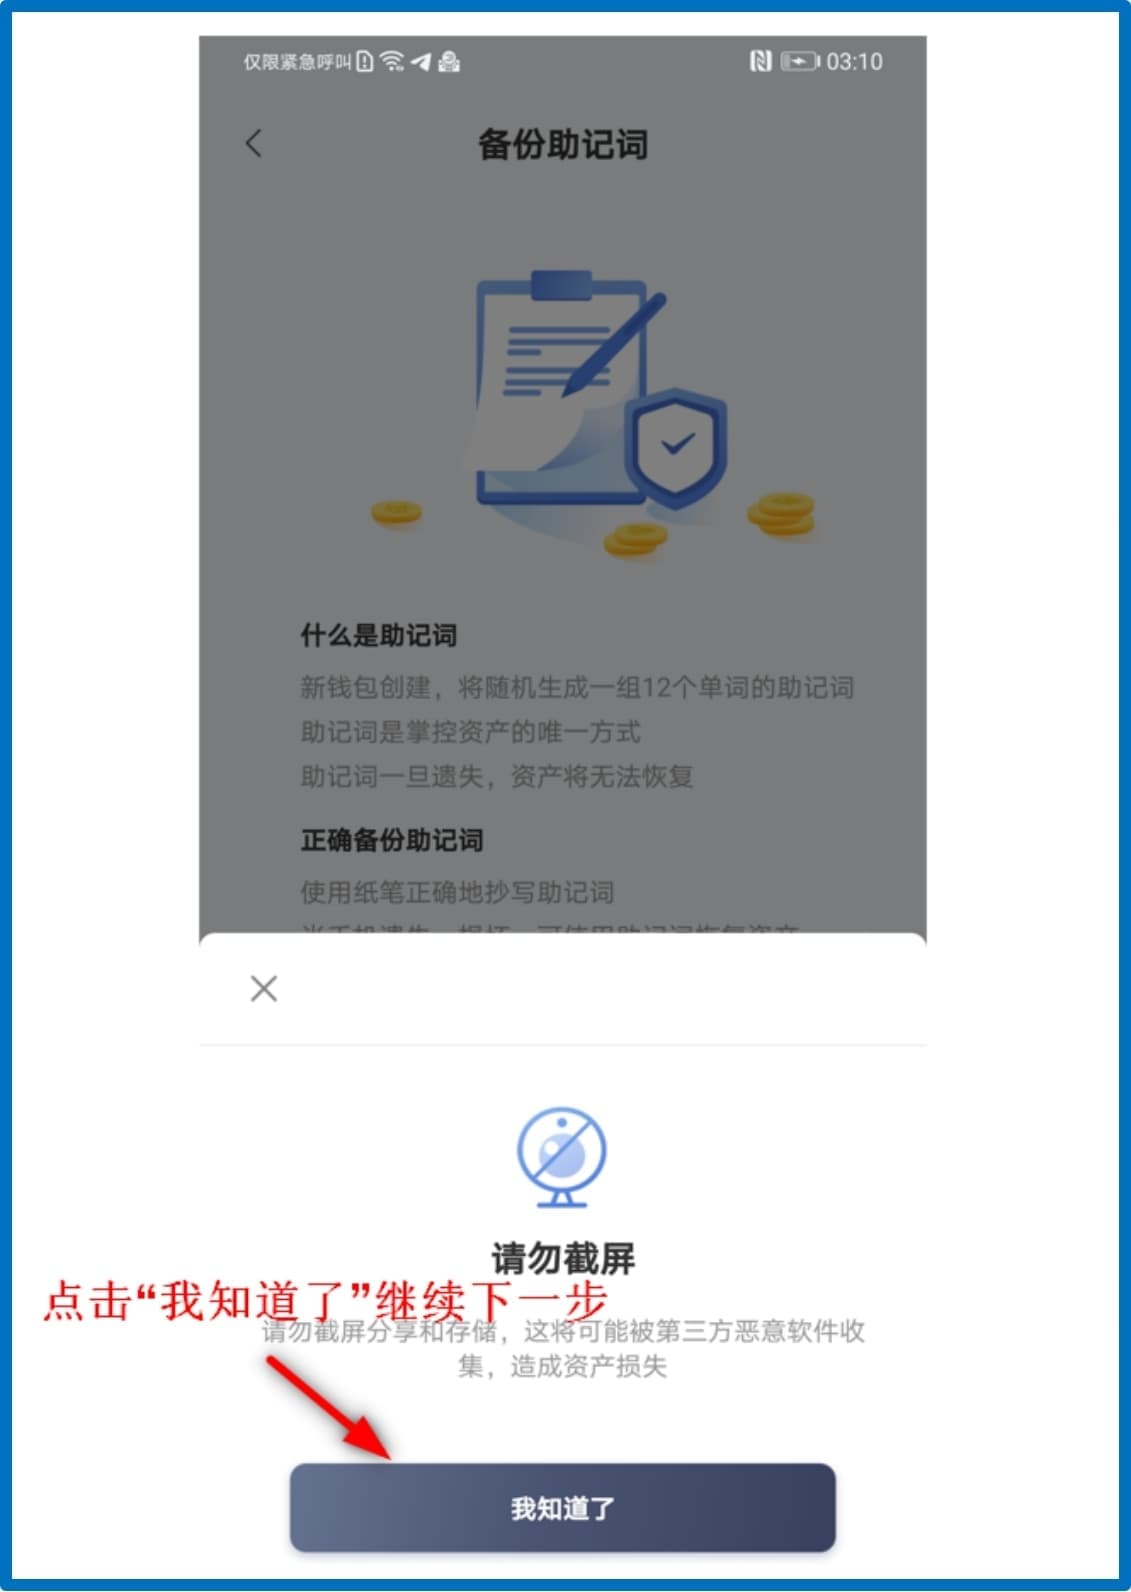 仅限紧急呼叫
03:10
备份助记词
什么是助记词
新钱包创建，将随机生成一组12个单词的助记词
助记词是掌控资产的唯一方式
助记词一旦遗失，资产将无法恢复
正确备份助记词
使用纸笔正确地抄写助记词
请勿截屏
点击“我知道了”继续下一步
请勿截屏分享和存储，这将可能被第三方恶意软件收
集，造成资产损失
我知道了